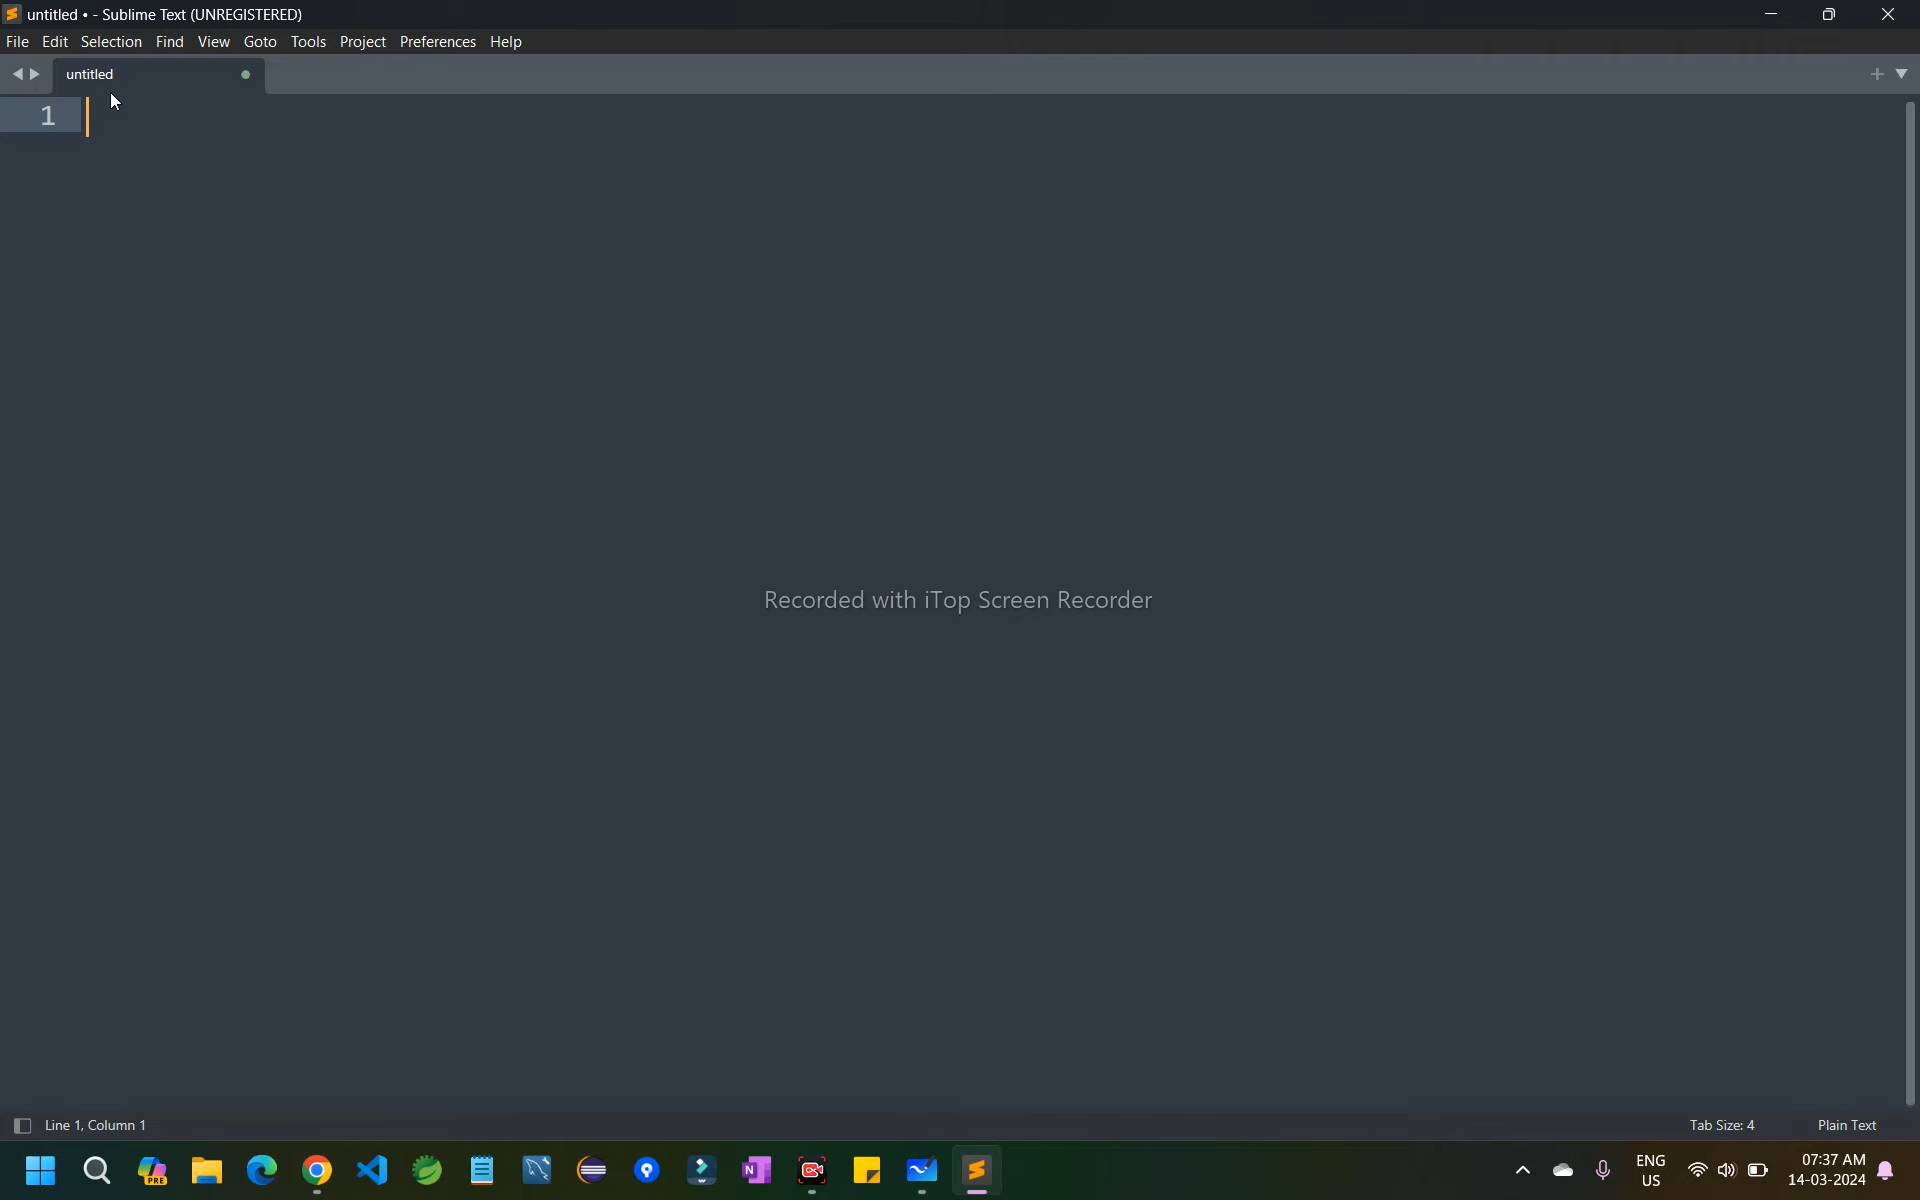 untitled • - Sublime Text (UNREGISTERED)
File Edit Selection Find View Goto Tools Project Preferences Help
untitled
1
Recorded with iTop Screen Recorder
Line 1, Column 1
Tab Size: 4
Plain Text
PRE
N
ENG
US
07:37 AM
14-03-2024